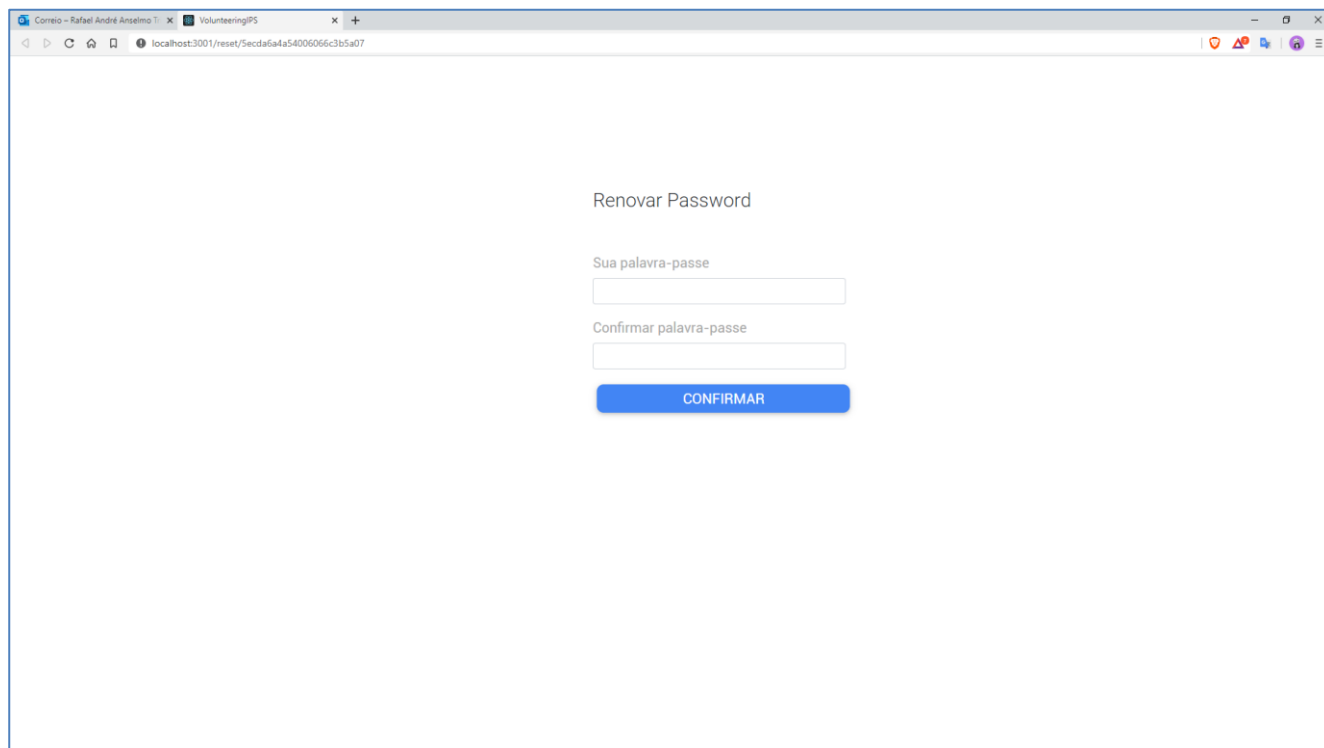 Correio – Rafael André Anselmo
VolunteeringIPS
localhost:3001/reset/5ecda6a4a54006066c3b5a07
Renovar Password
Sua palavra-passe
Confirmar palavra-passe
CONFIRMAR